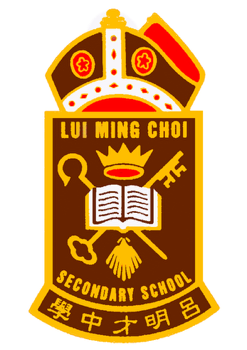 LUI MING CHOI
SECONDARY SCHOOL
呂明才中學